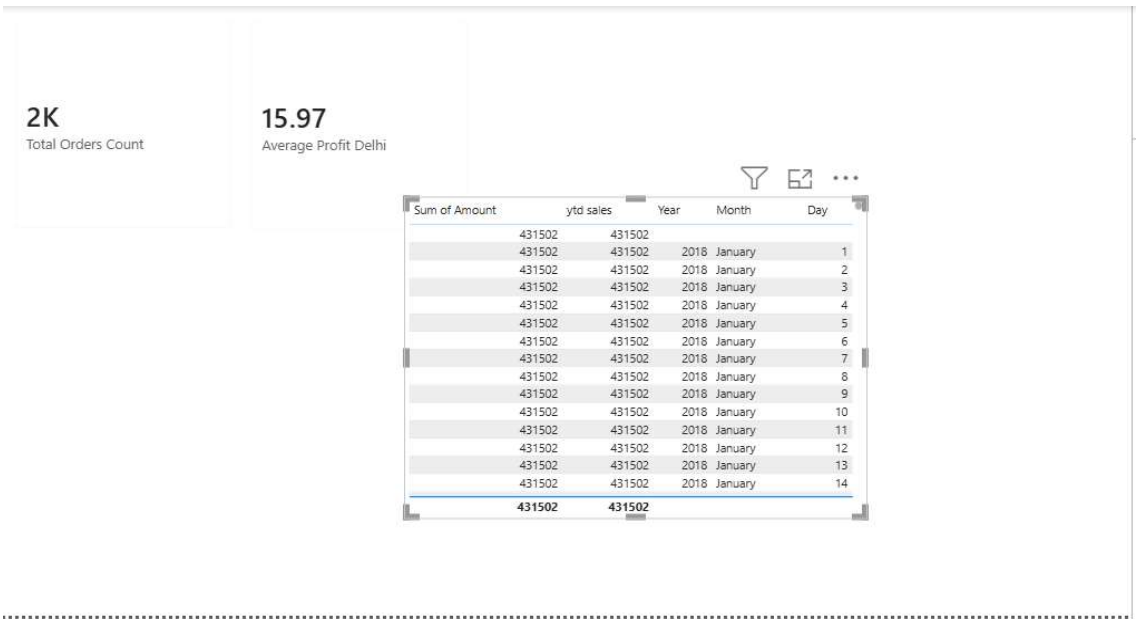 2K
Total Orders Count
15.97
Average Profit Delhi
Sum of Amount ytd sales Year Month Day
431502 431502
431502 431502 2018 January 1
431502 431502 2018 January 2
431502 431502 2018 January 3
431502 431502 2018 January 4
431502 431502 2018 January 5
431502 431502 2018 January 6
431502 431502 2018 January 7
431502 431502 2018 January 8
431502 431502 2018 January 9
431502 431502 2018 January 10
431502 431502 2018 January 11
431502 431502 2018 January 12
431502 431502 2018 January 13
431502 431502 2018 January 14
431502 431502